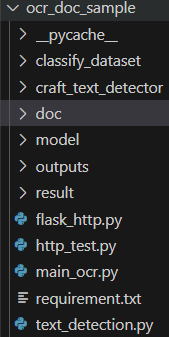 ocr_doc_sample
__pycache__
classify_dataset
craft_text_detector
doc
model
outputs
result
flask_http.py
http_test.py
main_ocr.py
requirement.txt
text_detection.py